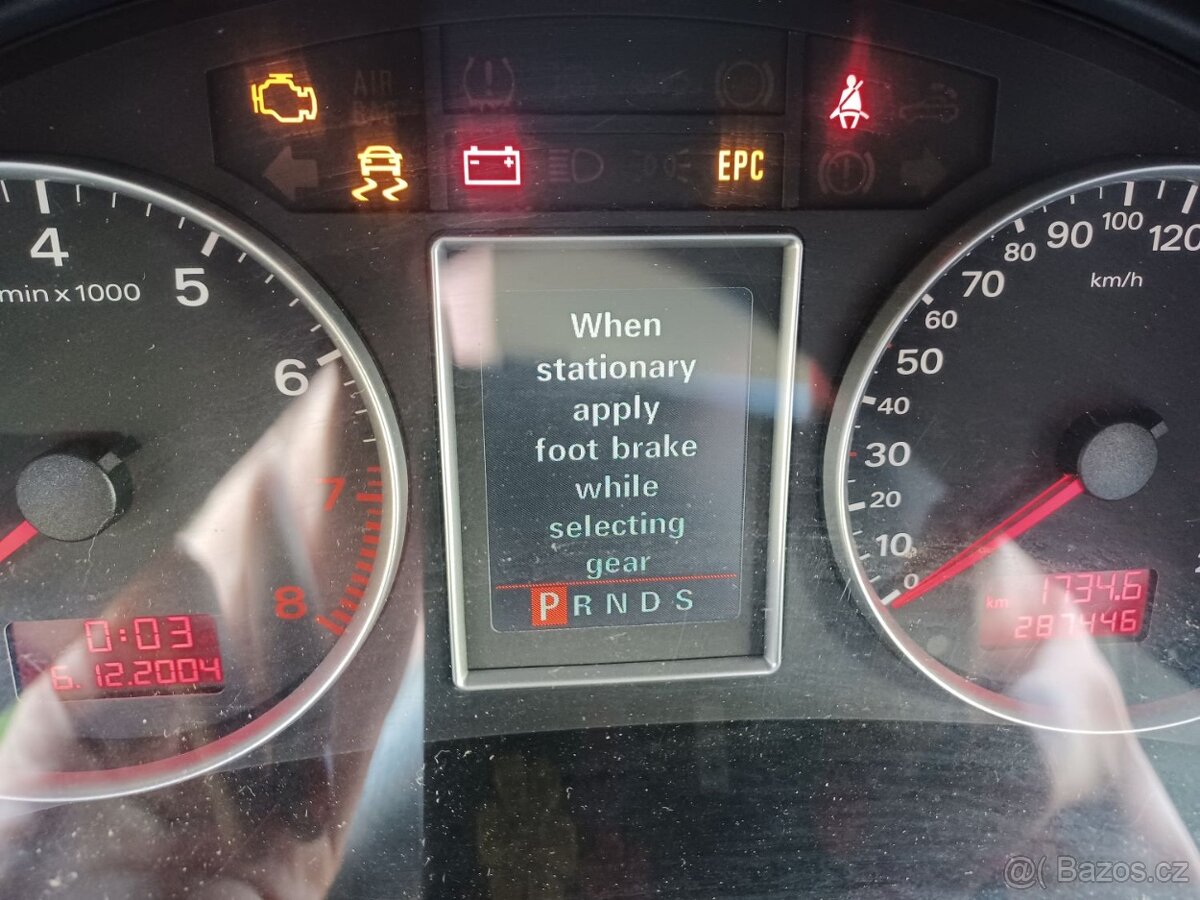 AIR
BAG
EPC
4
5
6
7
8
min x 1000
0:03
6.12.2004
When
stationary
apply
foot brake
while
selecting
gear
P R N D S
0
10
20
30
40
50
60
70
80
90
100
120
km/h
km 1734.6
287446
@( Bazos.cz